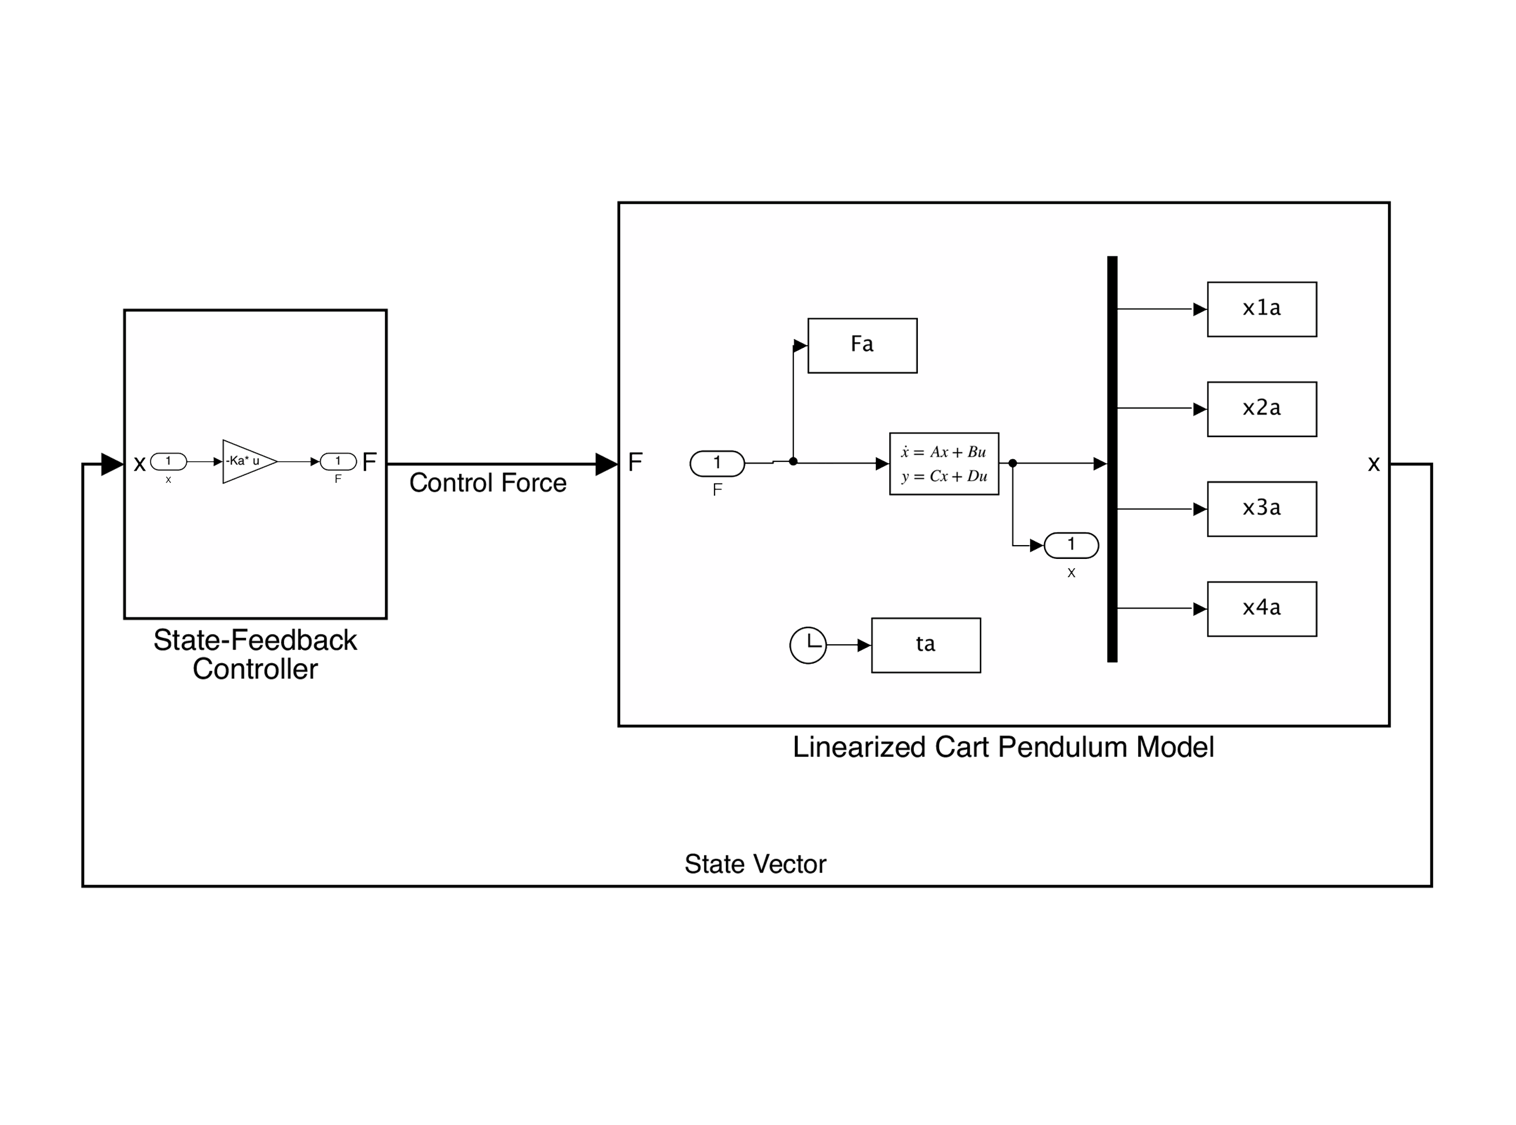 x
1
x
-Ka* u
1
F
F
State-Feedback
Controller
Control Force
F
1
F
Fa
ẋ = Ax + Bu
y = Cx + Du
1
x
ta
x1a
x2a
x3a
x4a
x
Linearized Cart Pendulum Model
State Vector